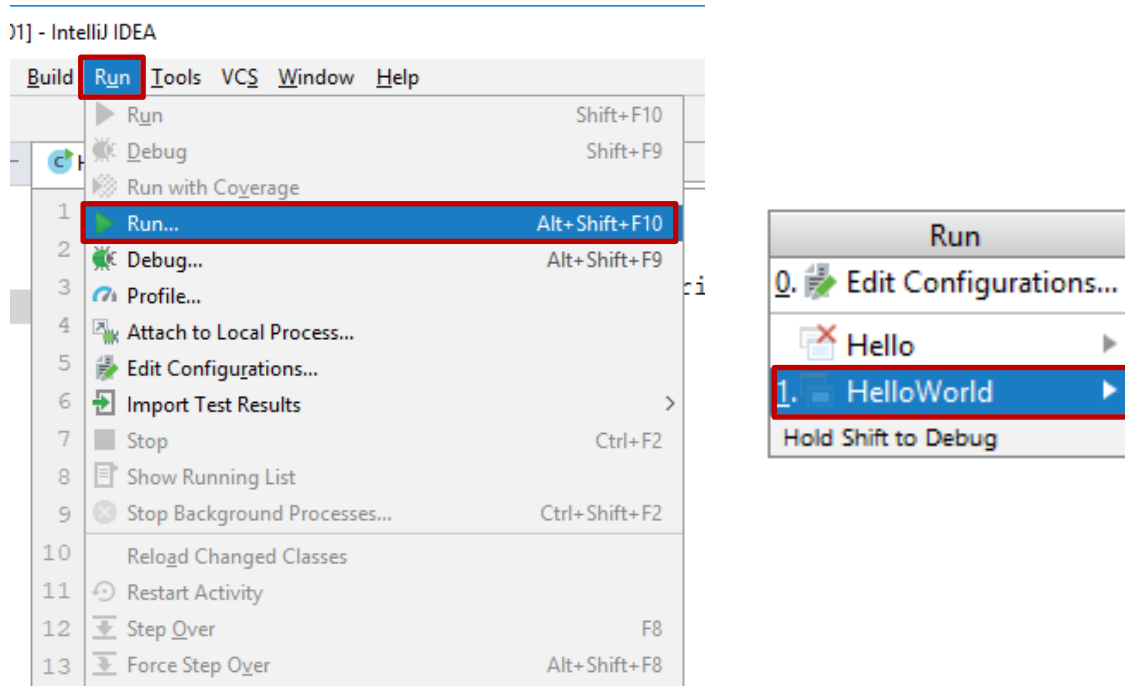 01] - IntelliJ IDEA
Build Run Tools VCS Window Help
Run Shift+F10
Debug Shift+F9
Run with Coverage
1
Run... Alt+Shift+F10
2
Debug... Alt+Shift+F9
3
Profile...
4
Attach to Local Process...
5
Edit Configurations...
6
Import Test Results
7
Stop Ctrl+F2
8
Show Running List
9
Stop Background Processes... Ctrl+Shift+F2
10
Reload Changed Classes
11
Restart Activity
12
Step Over F8
13
Force Step Over Alt+Shift+F8
Run
0. Edit Configurations...
Hello
1. HelloWorld
Hold Shift to Debug